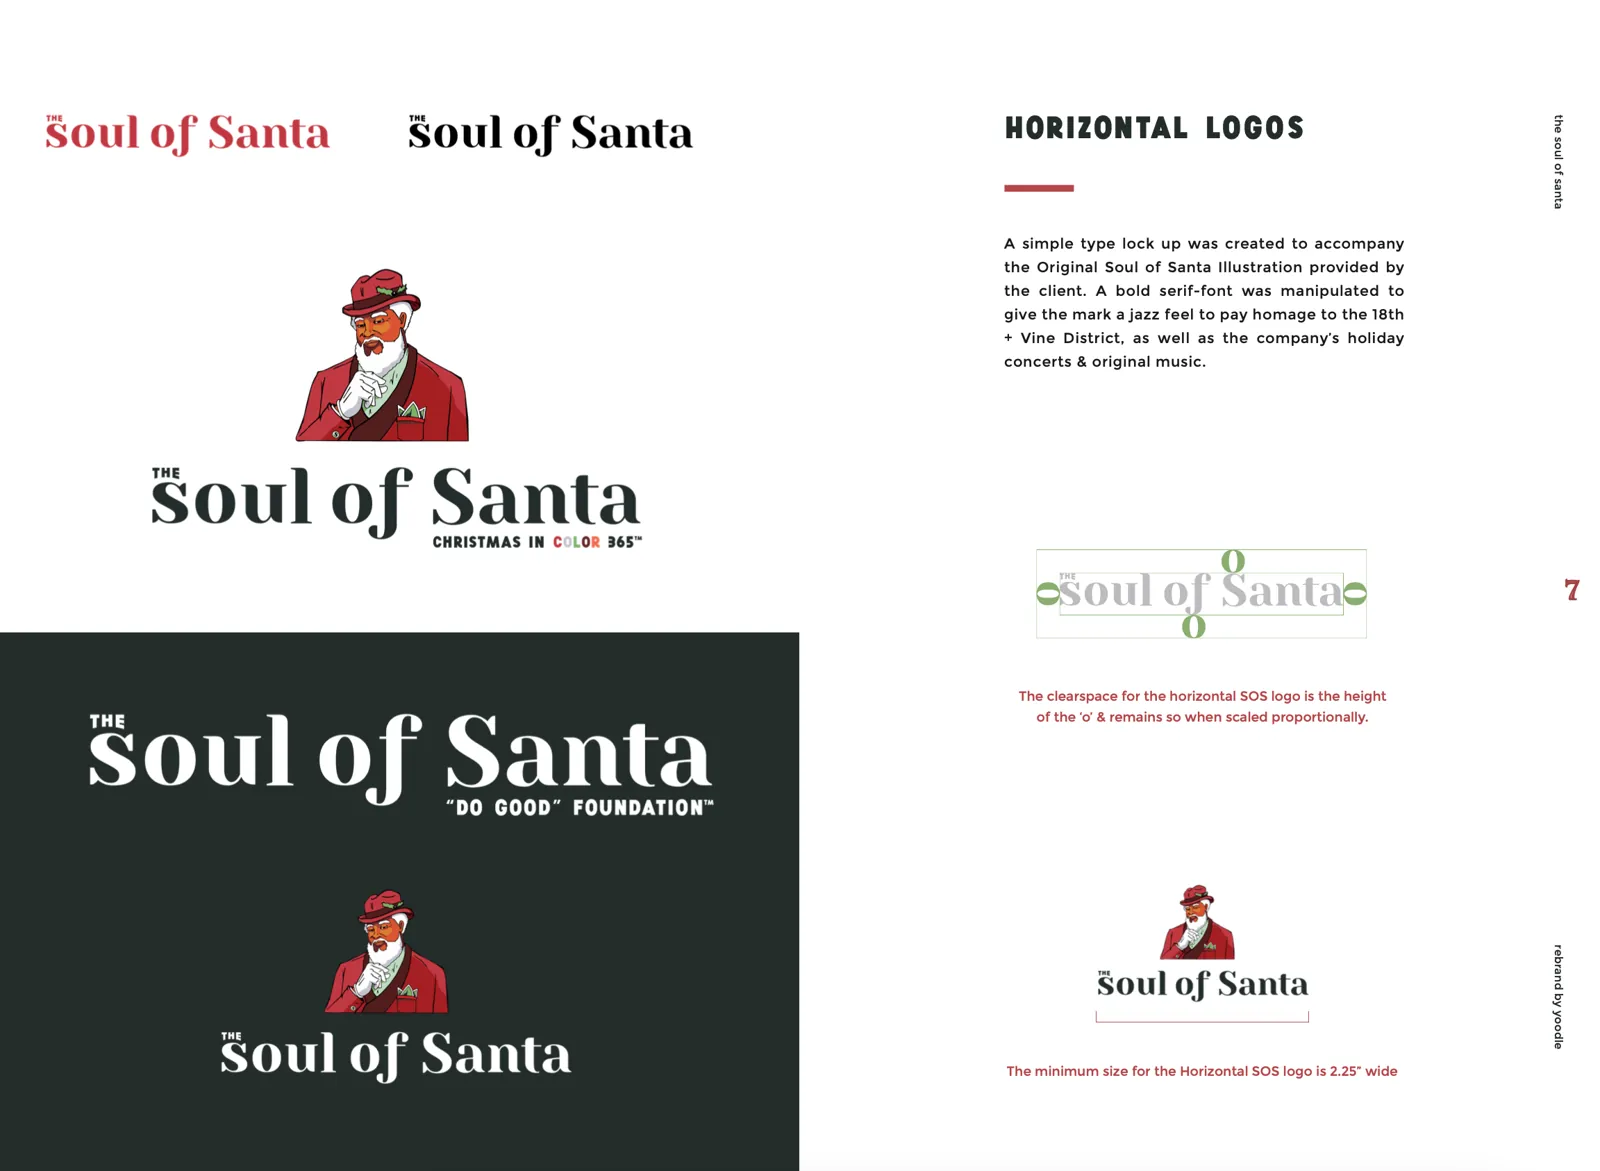 THE
soul of Santa
THE
soul of Santa
THE
soul of Santa
CHRISTMAS IN COLOR 365™
THE
soul of Santa
“DO GOOD” FOUNDATION™
THE
soul of Santa
HORIZONTAL LOGOS
A simple type lock up was created to accompany
the Original Soul of Santa Illustration provided by
the client. A bold serif-font was manipulated to
give the mark a jazz feel to pay homage to the 18th
+ Vine District, as well as the company’s holiday
concerts & original music.
o
THE
o soul of Santa o
o
The clearspace for the horizontal SOS logo is the height
of the ‘o’ & remains so when scaled proportionally.
THE
soul of Santa
The minimum size for the Horizontal SOS logo is 2.25” wide
the soul of santa
7
rebrand by yoodle